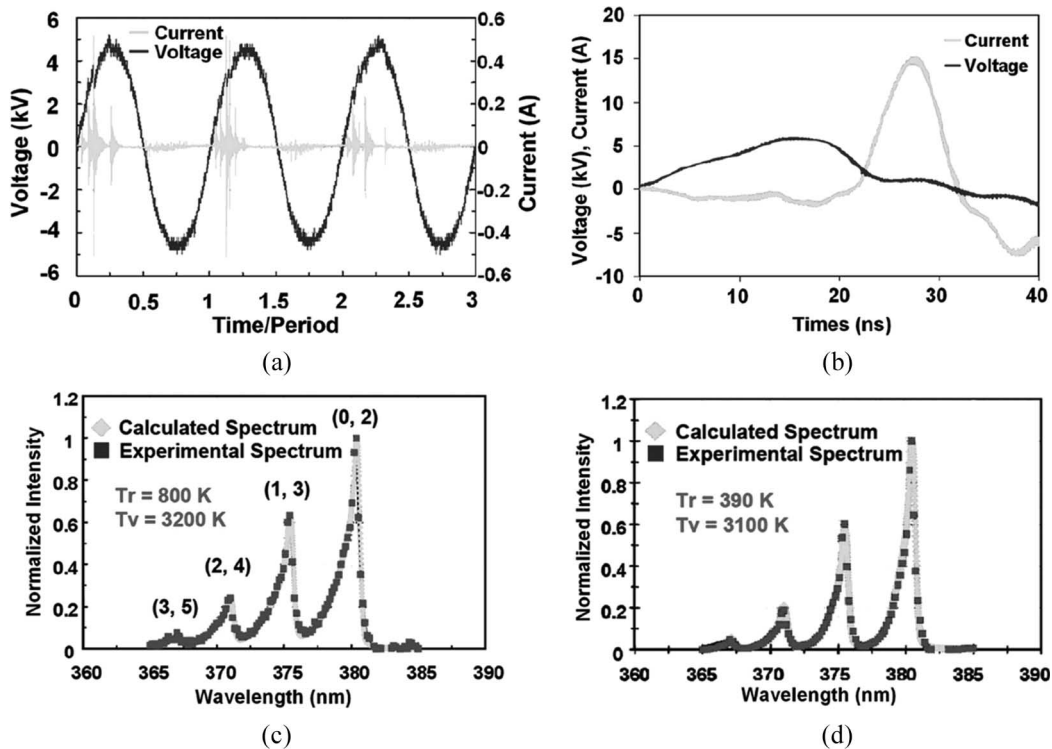 6
4
2
0
-2
-4
-6
Voltage (kV)
Current
Voltage
0.6
0.4
0.2
0
-0.2
-0.4
-0.6
Current (A)
0 0.5 1 1.5 2 2.5 3
Time/Period
(a)
20
15
10
5
0
-5
-10
Voltage (kV), Current (A)
Current
Voltage
0 10 20 30 40
Times (ns)
(b)
1.2
1
0.8
0.6
0.4
0.2
0
Normalized Intensity
Calculated Spectrum
Experimental Spectrum
Tr = 800 K
Tv = 3200 K
(0, 2)
(1, 3)
(2, 4)
(3, 5)
360 365 370 375 380 385 390
Wavelength (nm)
(c)
1.2
1
0.8
0.6
0.4
0.2
0
Normalized Intensity
Calculated Spectrum
Experimental Spectrum
Tr = 390 K
Tv = 3100 K
360 365 370 375 380 385 390
Wavelength (nm)
(d)